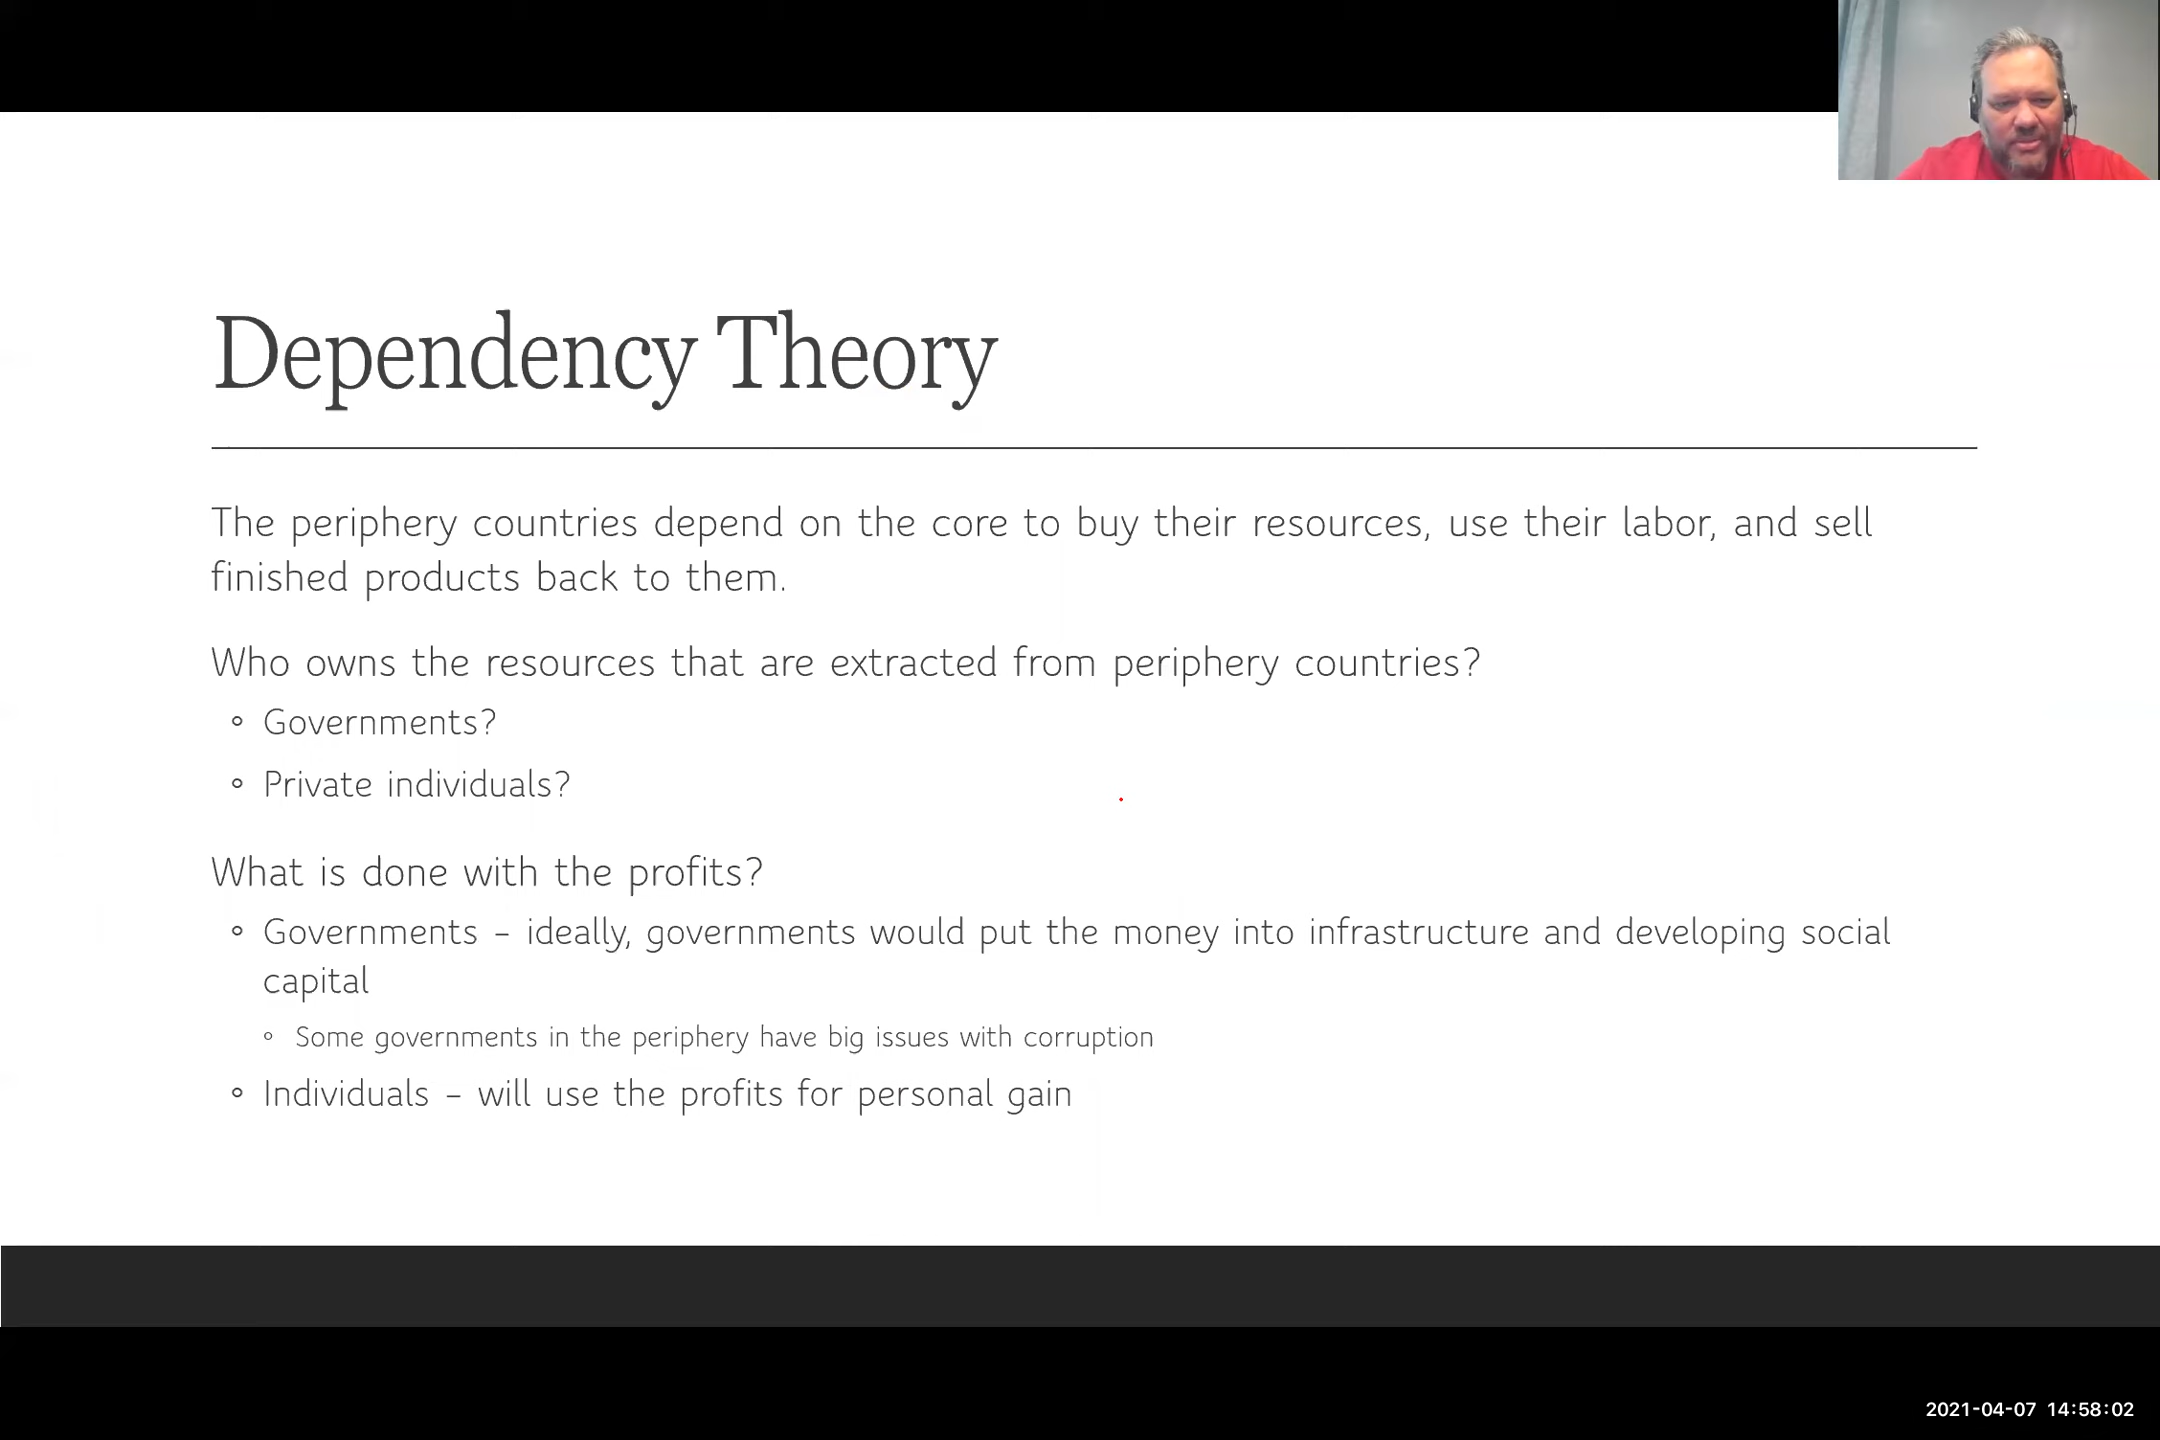 Dependency Theory
The periphery countries depend on the core to buy their resources, use their labor, and sell
finished products back to them.
Who owns the resources that are extracted from periphery countries?
◦ Governments?
◦ Private individuals?
What is done with the profits?
◦ Governments – ideally, governments would put the money into infrastructure and developing social
capital
◦ Some governments in the periphery have big issues with corruption
◦ Individuals – will use the profits for personal gain
2021-04-07 14:58:02